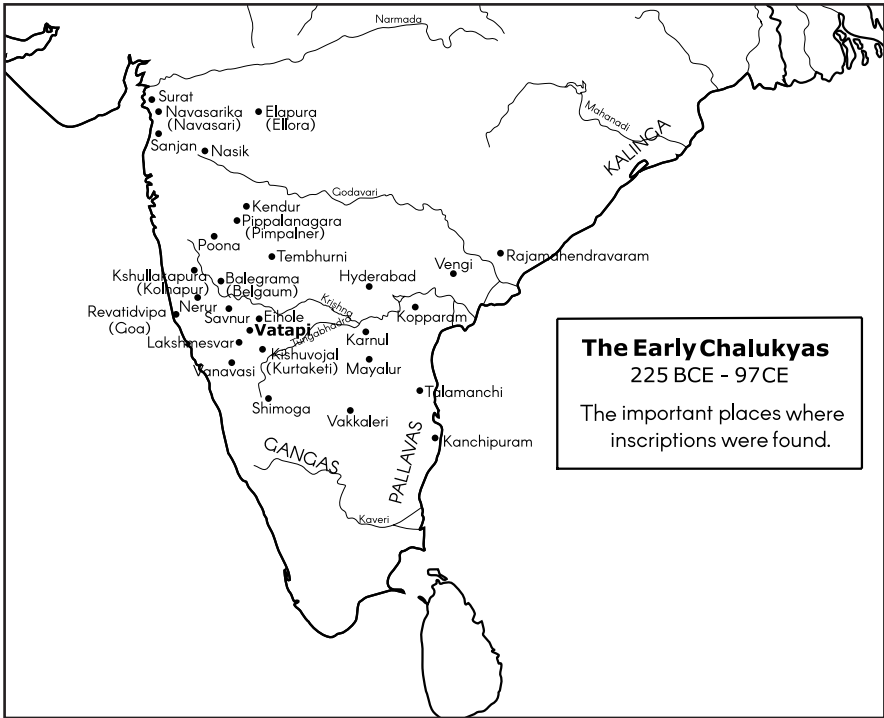 Narmada
Surat
Navasarika
(Navasari)
Elapura
(Ellora)
Sanjan
Nasik
Mahanadi
KALINGA
Godavari
Kendur
Pippalanagara
(Pimpalner)
Poona
Tembhurni
Rajamahendravaram
Kshullakapura
(Kolhapur)
Balegrama
(Belgaum)
Hyderabad
Vengi
Revatidvipa
(Goa)
Nerur
Savnur
Eihole
Krishna
Kopparam
Vatapi
Tungabhadra
Karnul
Lakshmesvar
Kishuvojal
(Kurtaketi)
Mayalur
Vanavasi
Talamanchi
Shimoga
Vakkaleri
Kanchipuram
GANGAS
PALLAVAS
Kaveri
The Early Chalukyas
225 BCE - 97CE
The important places where
inscriptions were found.